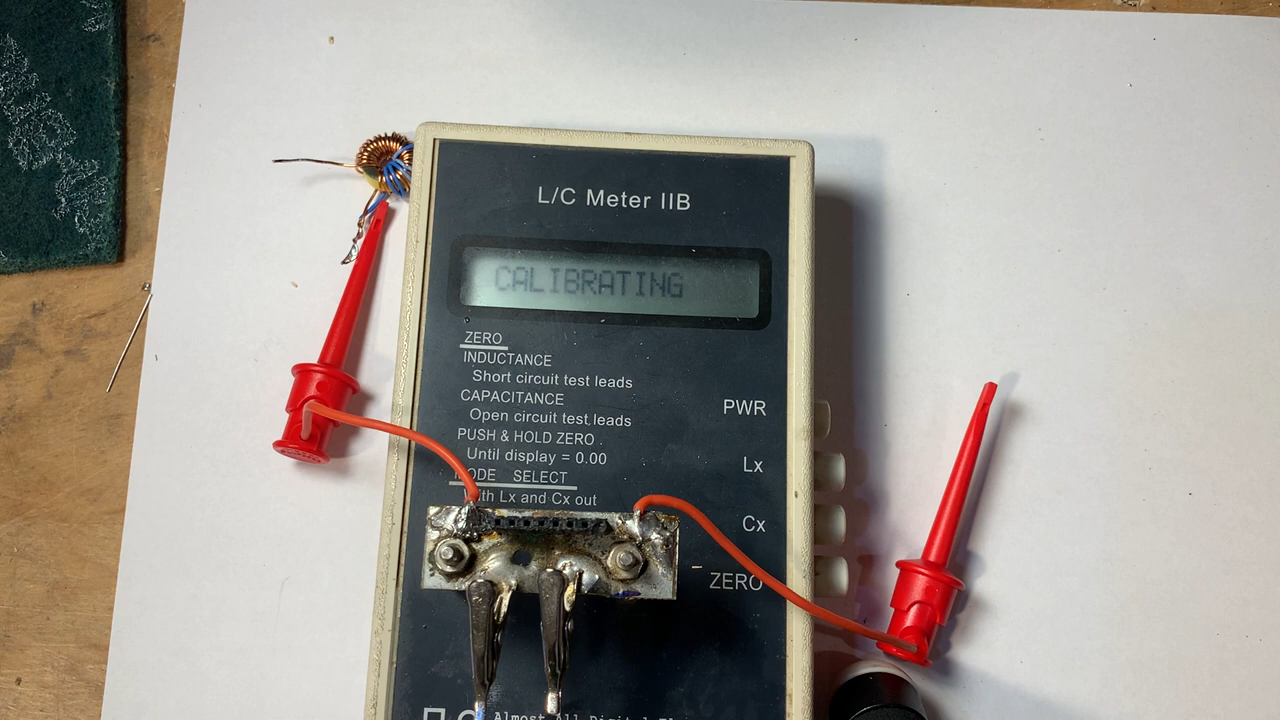 L/C Meter IIB
CALIBRATING
ZERO
INDUCTANCE
Short circuit test leads
CAPACITANCE
Open circuit test leads
PUSH & HOLD ZERO
Until display = 0.00
MODE SELECT
With Lx and Cx out
PWR
Lx
Cx
ZERO
Almost All Digital